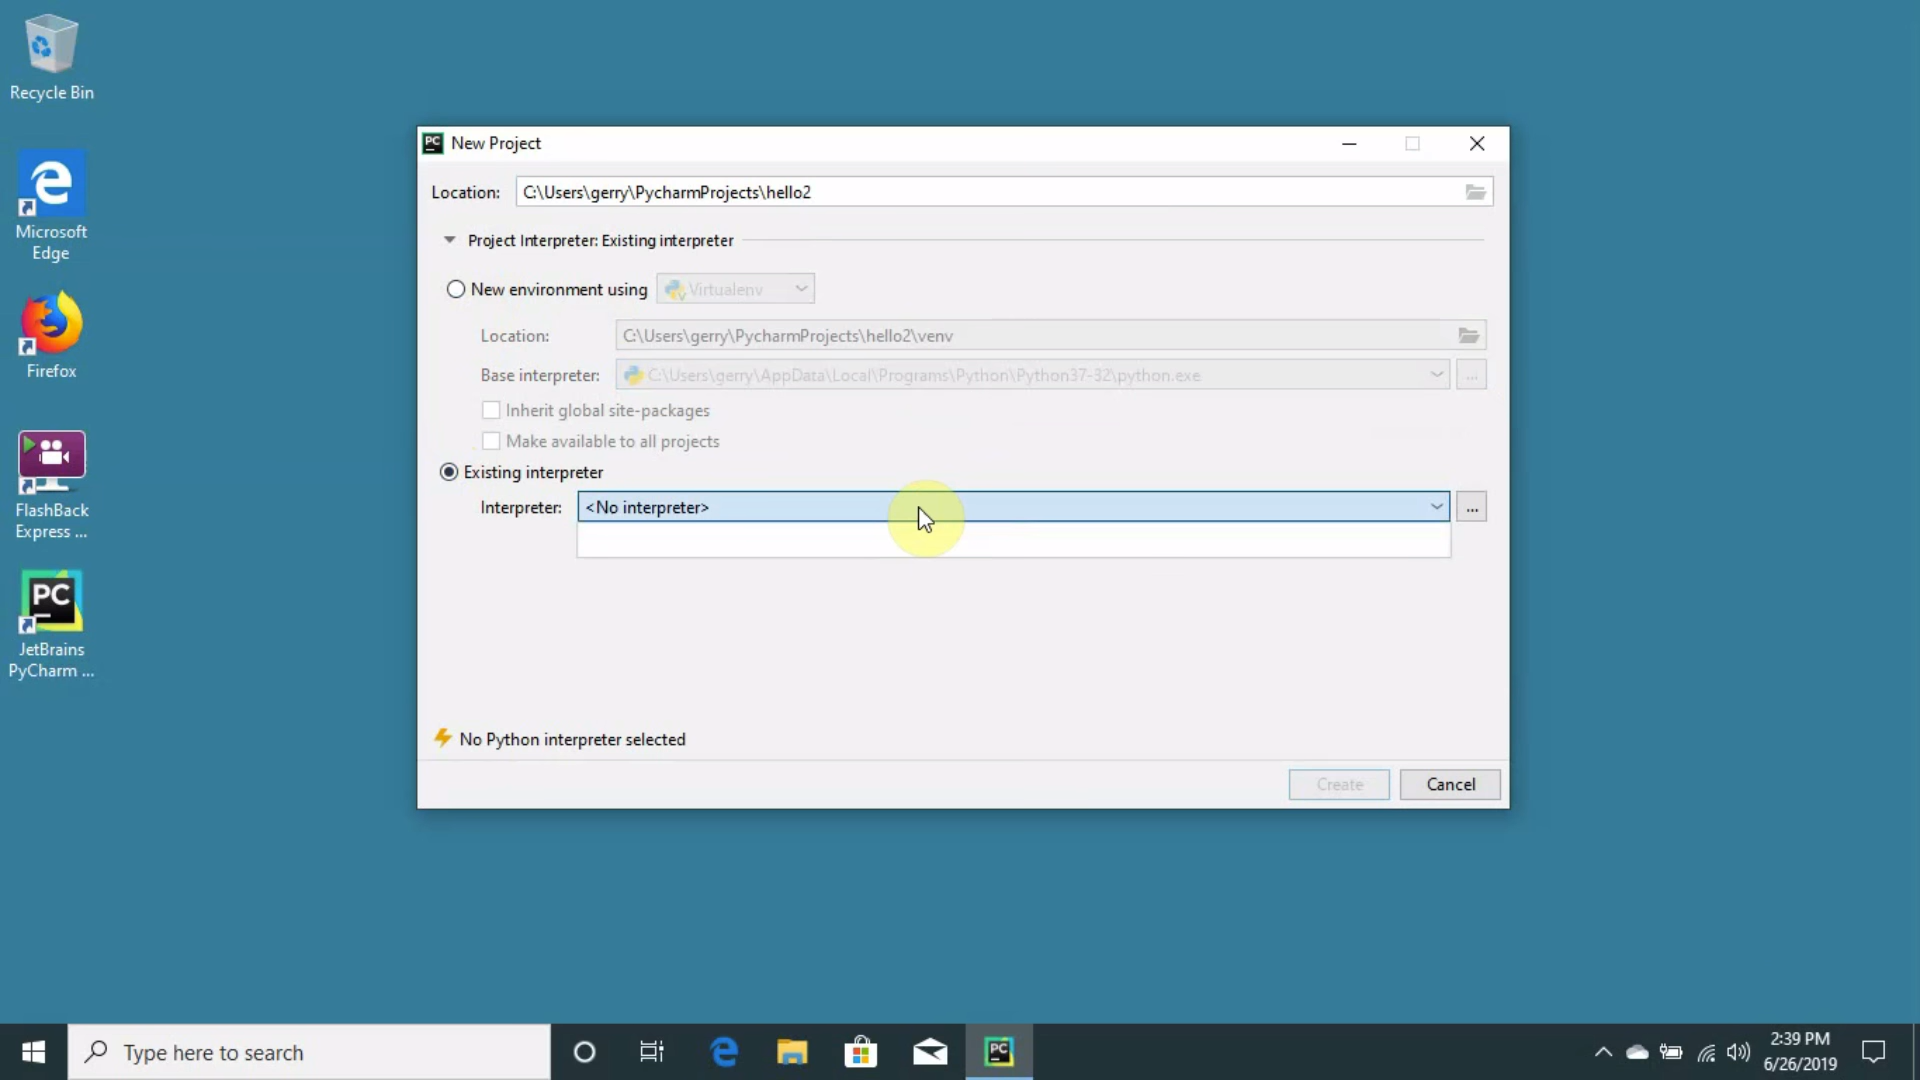 Recycle Bin
Microsoft
Edge
Firefox
FlashBack
Express ...
PC
JetBrains
PyCharm ...
PC New Project
Location: C:\Users\gerry\PycharmProjects\hello2
Project Interpreter: Existing interpreter
New environment using Virtualenv
Location: C:\Users\gerry\PycharmProjects\hello2\venv
Base interpreter: C:\Users\gerry\AppData\Local\Programs\Python\Python37-32\python.exe ...
Inherit global site-packages
Make available to all projects
Existing interpreter
Interpreter: <No interpreter> ...
No Python interpreter selected
Create Cancel
Type here to search
PC
2:39 PM
6/26/2019